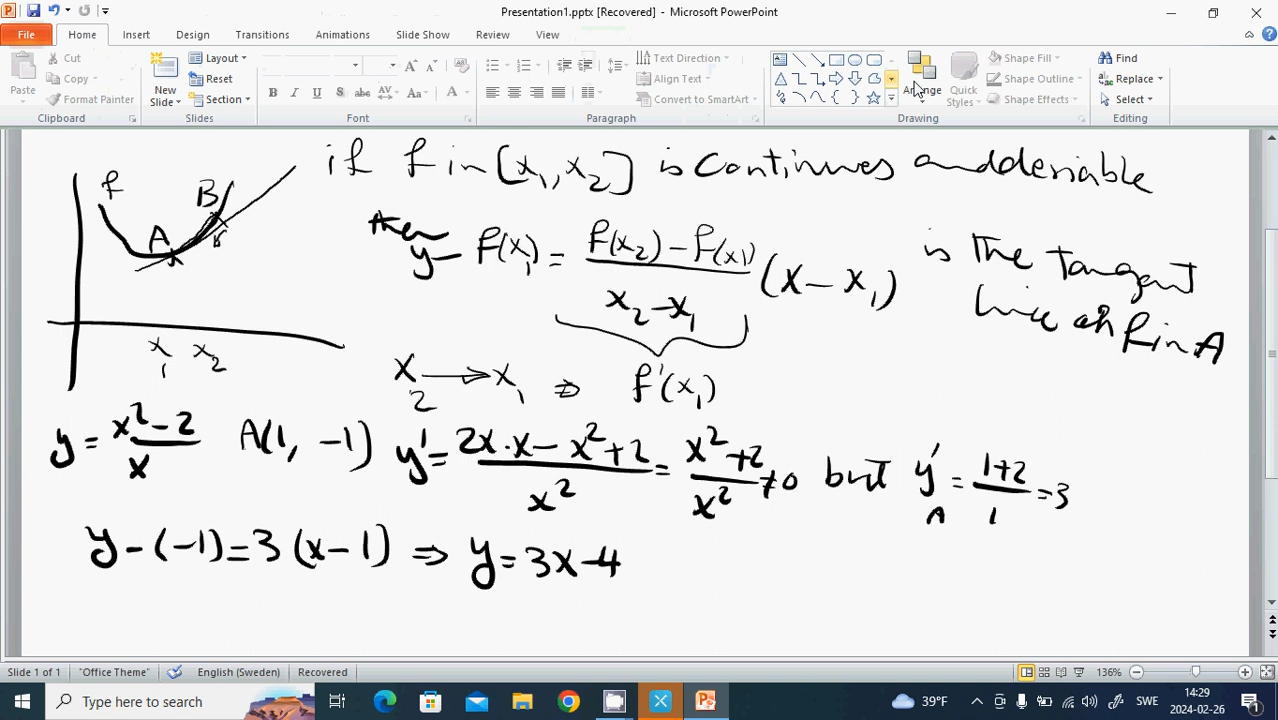 Presentation1.pptx [Recovered] - Microsoft PowerPoint
File Home Insert Design Transitions Animations Slide Show Review View
Paste Cut Copy Format Painter Clipboard
New Slide Layout Reset Section Slides
B I U S abc AV Aa A Font
Text Direction Align Text Convert to SmartArt Paragraph
Arrange Quick Styles Shape Fill Shape Outline Shape Effects Drawing
Find Replace Select Editing
if f in [x₁, x₂] is continues and deriable
f A B x₁ x₂
then y - f(x₁) = (f(x₂) - f(x₁))/(x₂ - x₁) (x - x₁) is the tangent
line of f in A
x₂ → x₁ ⇒ f'(x₁)
y = (x² - 2)/x A(1, -1) y' = (2x·x - x² + 2)/x² = (x² + 2)/x² ≠ 0 but y'A = (1+2)/1 = 3
y - (-1) = 3(x - 1) ⇒ y = 3x - 4
Slide 1 of 1 "Office Theme" English (Sweden) Recovered 136%
Type here to search 39°F SWE 14:29
2024-02-26